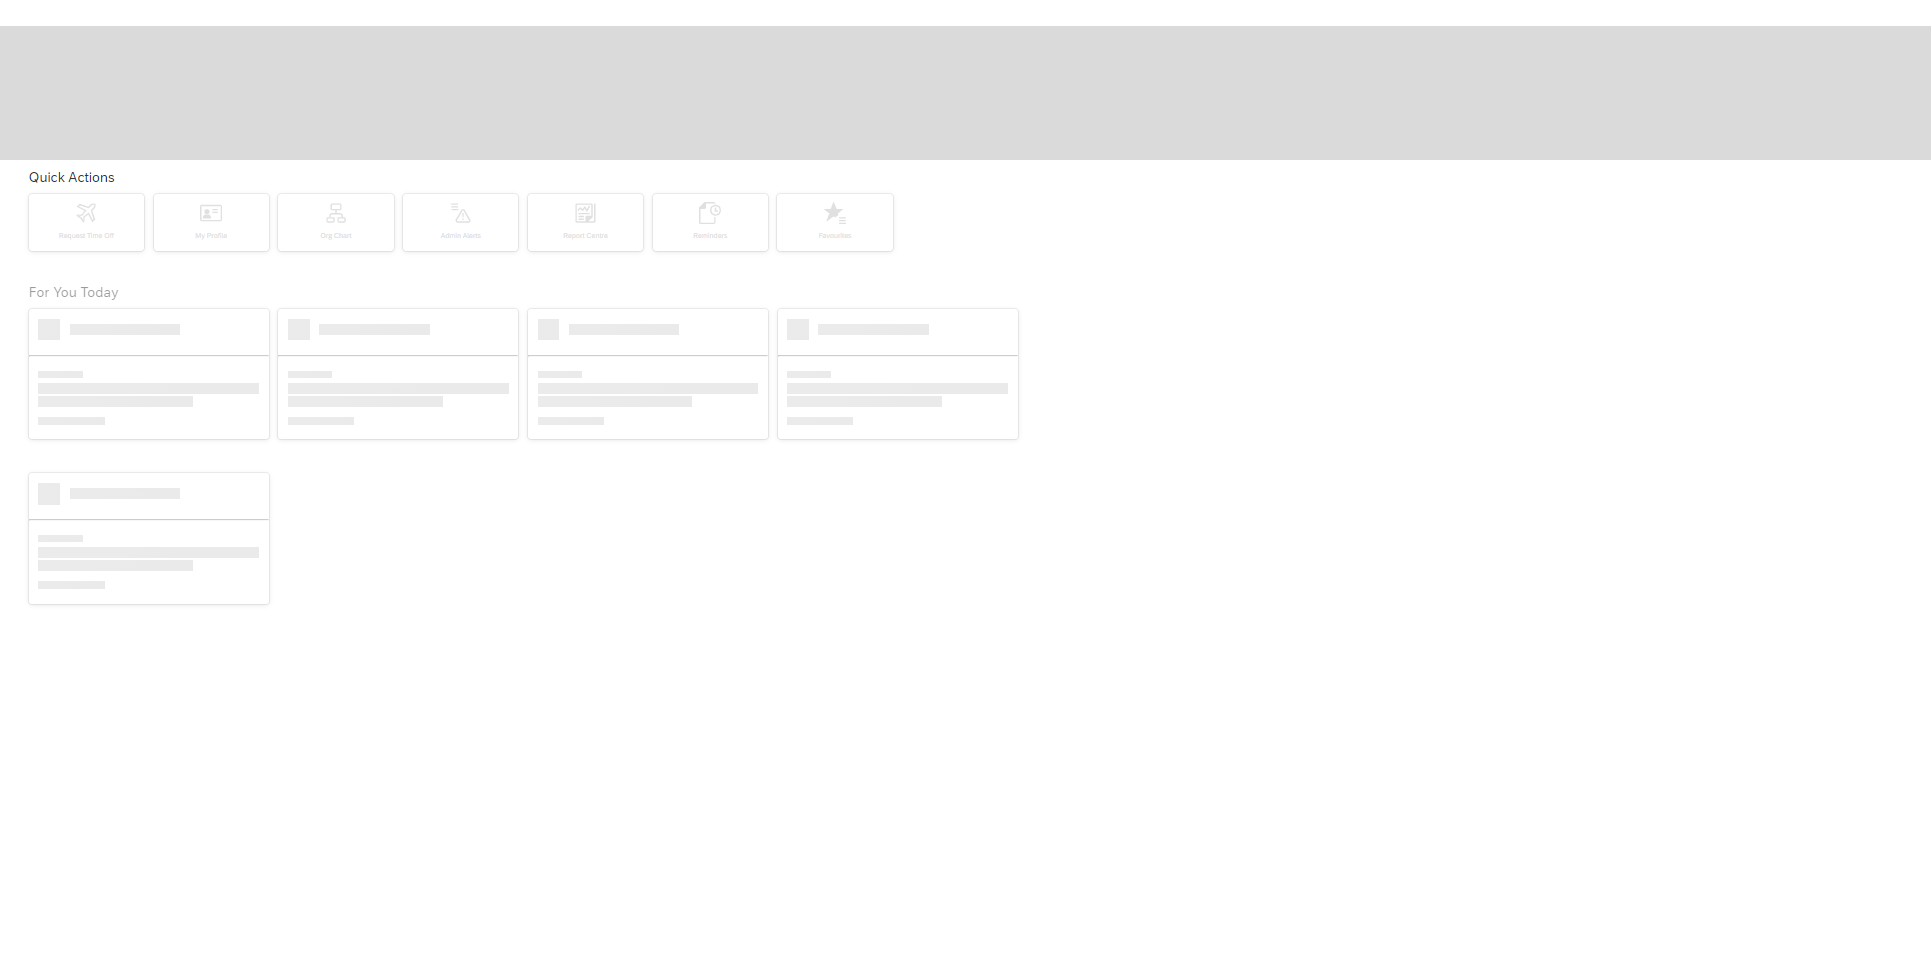 Quick Actions
Request Time Off
My Profile
Org Chart
Admin Alerts
Report Centre
Reminders
Favourites
For You Today